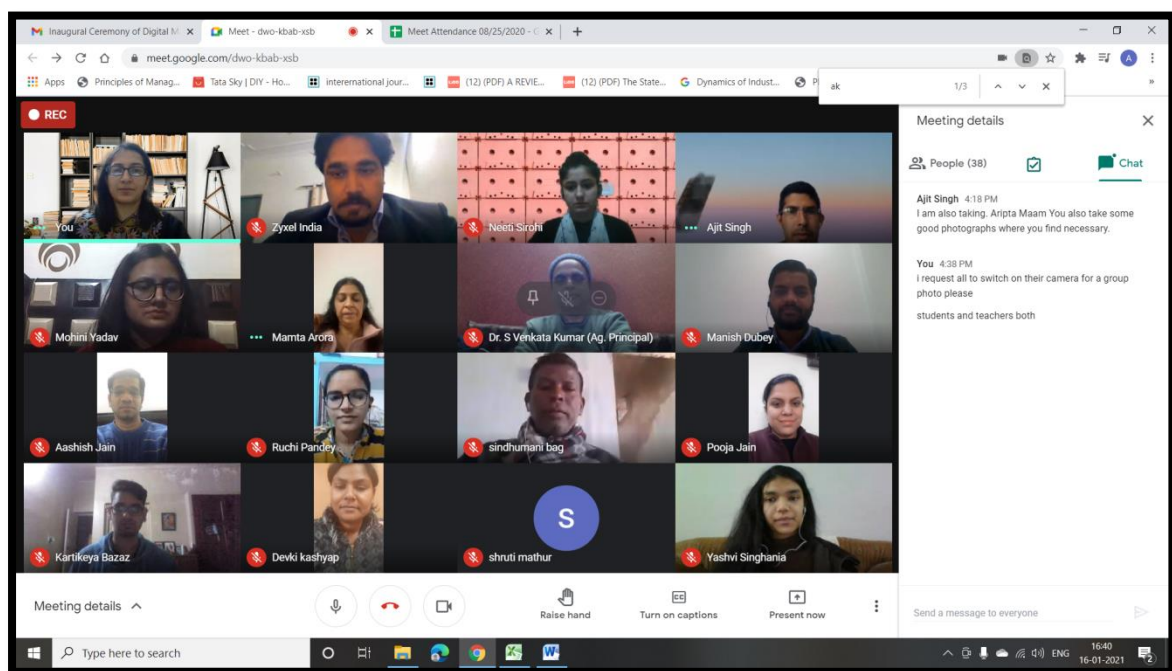 Inaugural Ceremony of Digital M
Meet - dwo-kbab-xsb
Meet Attendance 08/25/2020 - G
meet.google.com/dwo-kbab-xsb
A
Apps
Principles of Manag...
Tata Sky | DIY - Ho...
interernational jour...
(12) (PDF) A REVIE...
(12) (PDF) The State...
Dynamics of Indust...
ak
1/3
REC
You
Zyxel India
Neeti Sirohi
Ajit Singh
Mohini Yadav
Mamta Arora
Dr. S Venkata Kumar (Ag. Principal)
Manish Dubey
Aashish Jain
Ruchi Pandey
sindhumani bag
Pooja Jain
Kartikeya Bazaz
Devki kashyap
S
shruti mathur
Yashvi Singhania
Meeting details
People (38)
Chat
Ajit Singh 4:18 PM
I am also taking. Aripta Maam You also take some
good photographs where you find necessary.
You 4:38 PM
i request all to switch on their camera for a group
photo please
students and teachers both
Send a message to everyone
Meeting details
Raise hand
CC
Turn on captions
Present now
Type here to search
ENG
16:40
16-01-2021
2